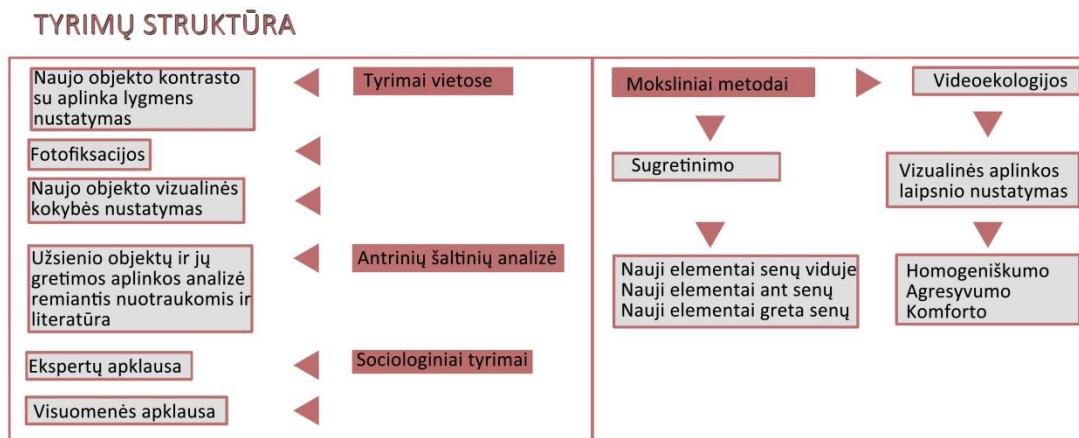 TYRIMŲ STRUKTŪRA
Naujo objekto kontrasto
su aplinka lygmens
nustatymas
Tyrimai vietose
Fotofiksacijos
Naujo objekto vizualinės
kokybės nustatymas
Užsienio objektų ir jų
gretimos aplinkos analizė
remiantis nuotraukomis ir
literatūra
Antrinių šaltinių analizė
Ekspertų apklausa
Sociologiniai tyrimai
Visuomenės apklausa
Moksliniai metodai
Videoekologijos
Sugretinimo
Vizualinės aplinkos
laipsnio nustatymas
Nauji elementai senų viduje
Nauji elementai ant senų
Nauji elementai greta senų
Homogeniškumo
Agresyvumo
Komforto